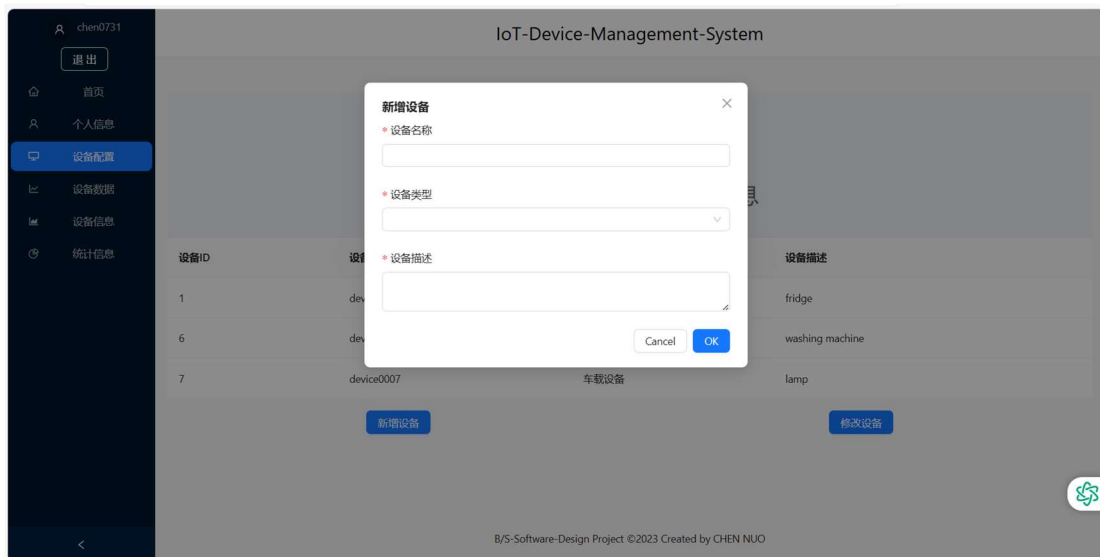 chen0731
退出
首页
个人信息
设备配置
设备数据
设备信息
统计信息
IoT-Device-Management-System
新增设备
* 设备名称
* 设备类型
* 设备描述
Cancel
OK
息
设备ID
设备描述
1
fridge
6
washing machine
7
device0007
车载设备
lamp
新增设备
修改设备
B/S-Software-Design Project ©2023 Created by CHEN NUO